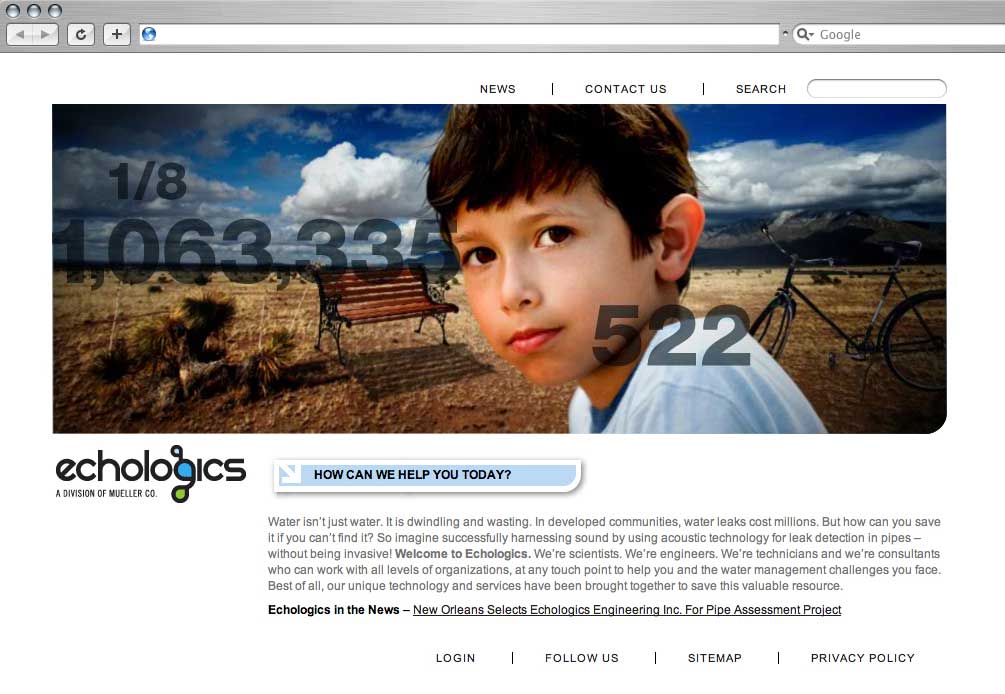 Google
NEWS | CONTACT US | SEARCH
1/8
1,063,335
522
echologics
A DIVISION OF MUELLER CO.
HOW CAN WE HELP YOU TODAY?
Water isn’t just water. It is dwindling and wasting. In developed communities, water leaks cost millions. But how can you save
it if you can’t find it? So imagine successfully harnessing sound by using acoustic technology for leak detection in pipes –
without being invasive! Welcome to Echologics. We’re scientists. We’re engineers. We’re technicians and we’re consultants
who can work with all levels of organizations, at any touch point to help you and the water management challenges you face.
Best of all, our unique technology and services have been brought together to save this valuable resource.
Echologics in the News – New Orleans Selects Echologics Engineering Inc. For Pipe Assessment Project
LOGIN | FOLLOW US | SITEMAP | PRIVACY POLICY